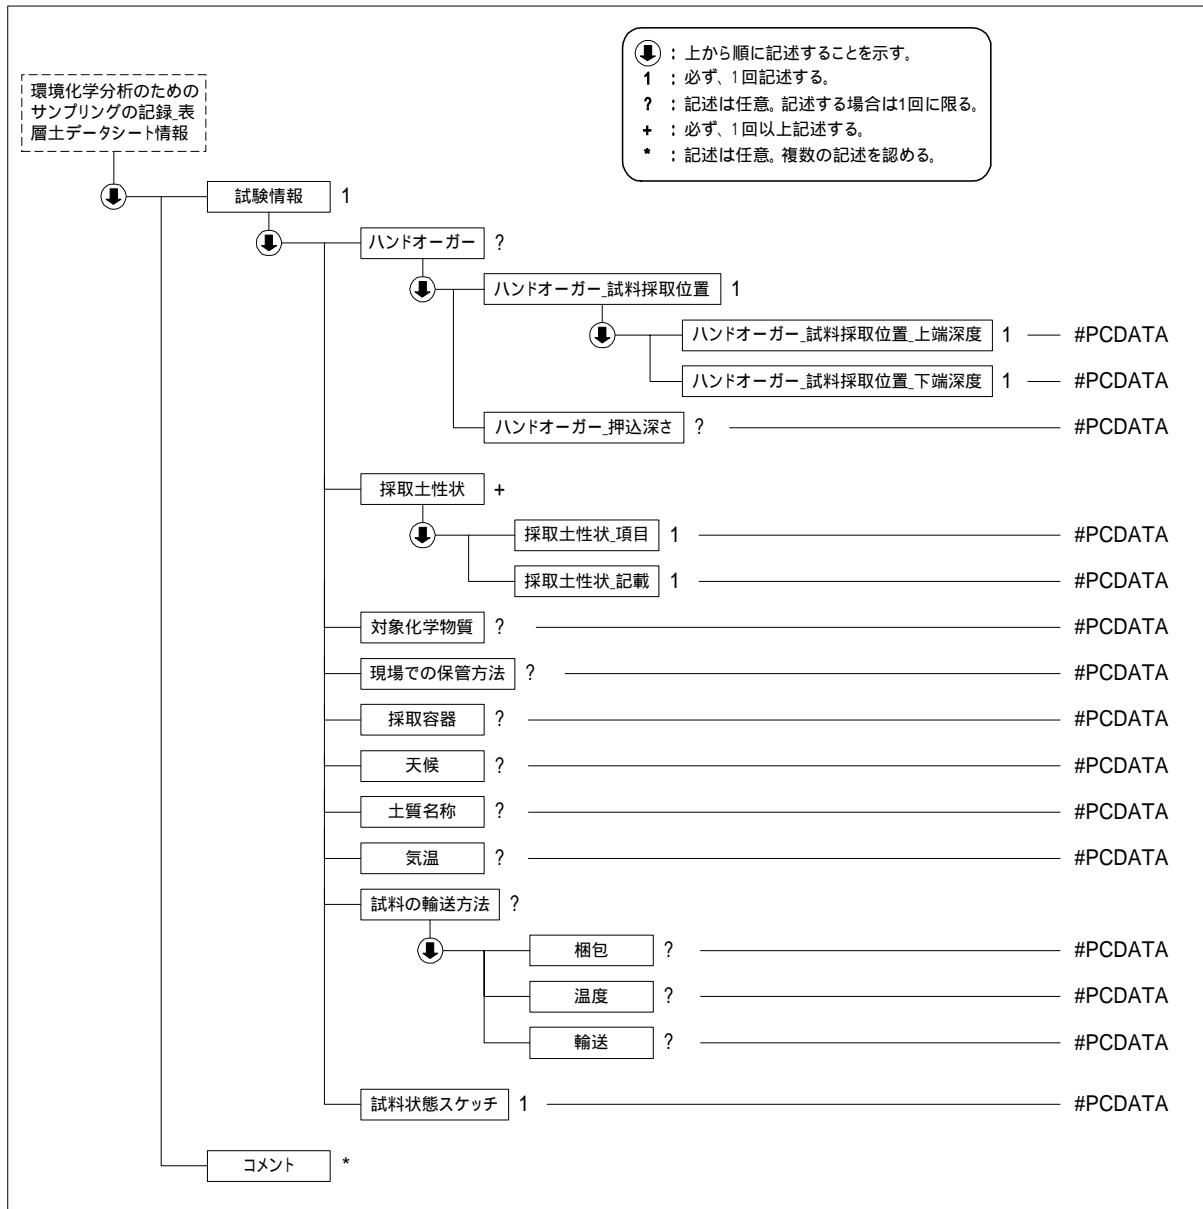 ⬇ : 上から順に記述することを示す。
1 : 必ず、1回記述する。
? : 記述は任意。記述する場合は1回に限る。
+ : 必ず、1回以上記述する。
* : 記述は任意。複数の記述を認める。
環境化学分析のための
サンプリングの記録_表
層土データシート情報
試験情報 1
ハンドオーガー ?
ハンドオーガー_試料採取位置 1
ハンドオーガー_試料採取位置_上端深度 1 #PCDATA
ハンドオーガー_試料採取位置_下端深度 1 #PCDATA
ハンドオーガー_押込深さ ? #PCDATA
採取土性状 +
採取土性状_項目 1 #PCDATA
採取土性状_記載 1 #PCDATA
対象化学物質 ? #PCDATA
現場での保管方法 ? #PCDATA
採取容器 ? #PCDATA
天候 ? #PCDATA
土質名称 ? #PCDATA
気温 ? #PCDATA
試料の輸送方法 ?
梱包 ? #PCDATA
温度 ? #PCDATA
輸送 ? #PCDATA
試料状態スケッチ 1 #PCDATA
コメント *